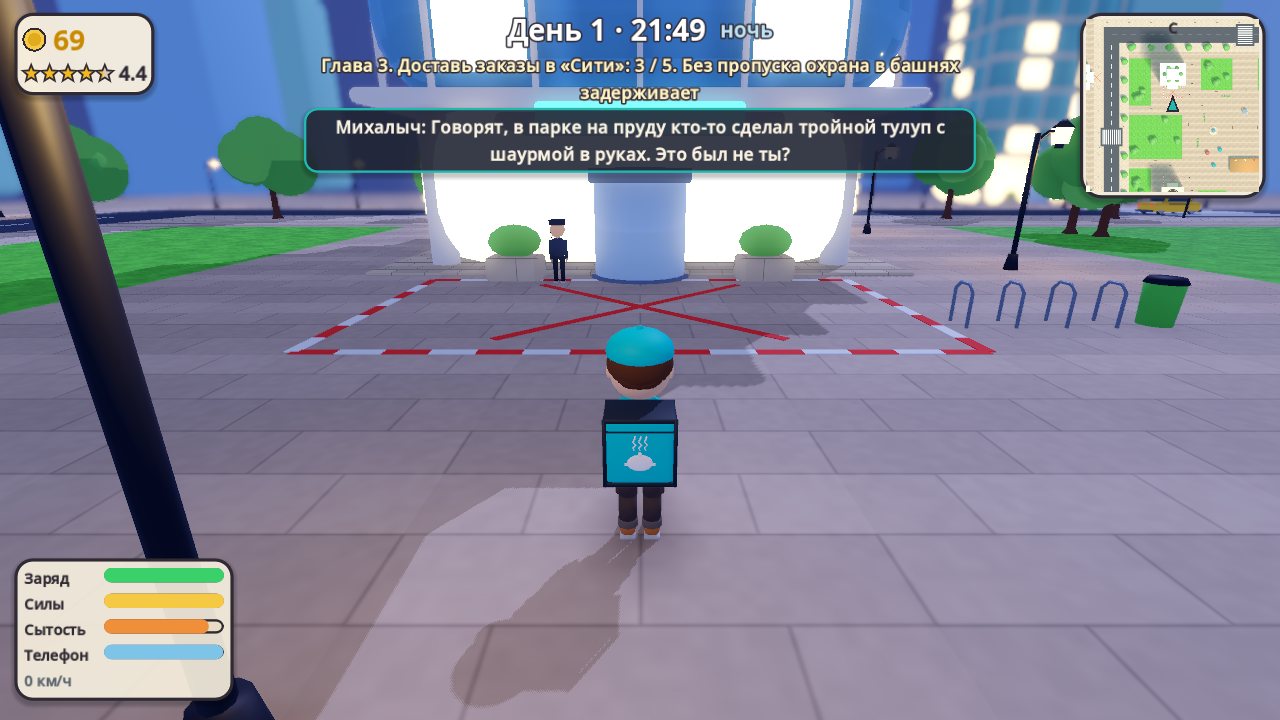 69
4.4
День 1 · 21:49 ночь
Глава 3. Доставь заказы в «Сити»: 3 / 5. Без пропуска охрана в башнях
задерживает
Михалыч: Говорят, в парке на пруду кто-то сделал тройной тулуп с
шаурмой в руках. Это был не ты?
С
Заряд
Силы
Сытость
Телефон
0 км/ч